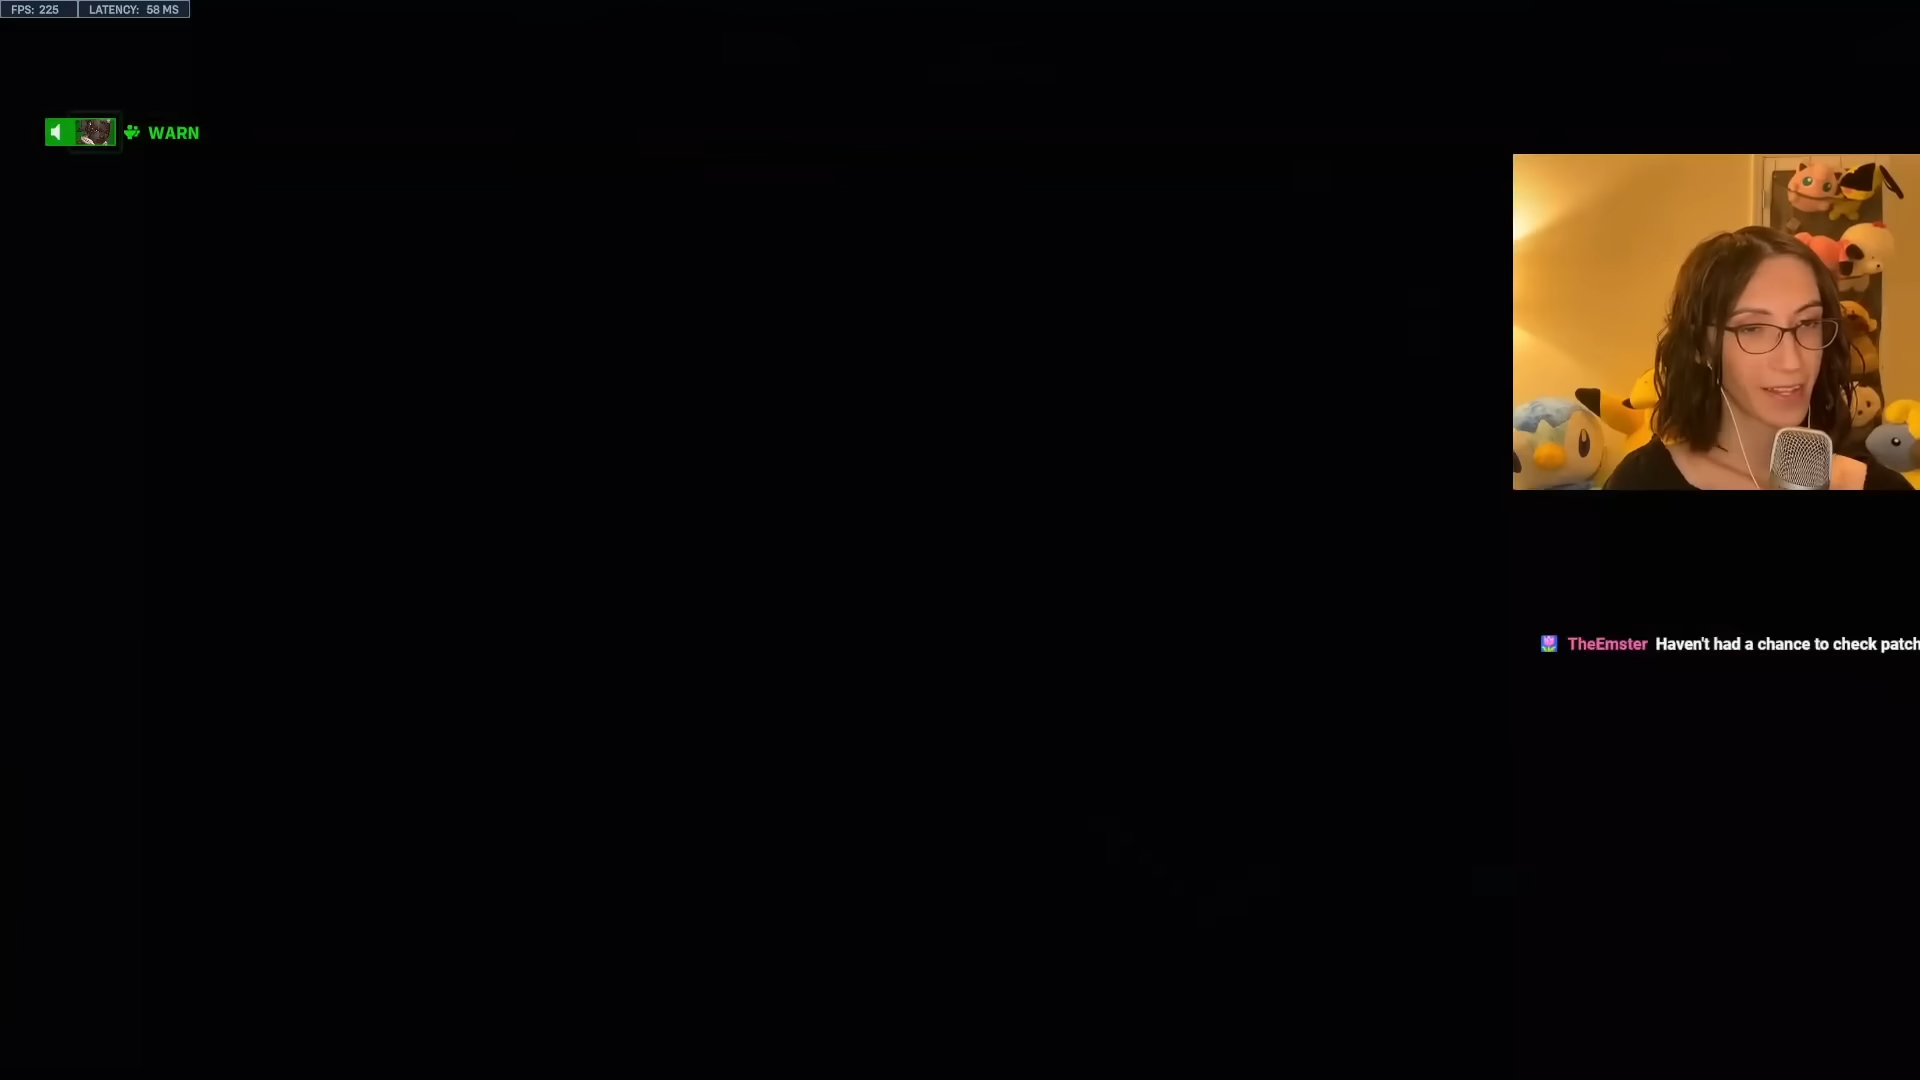 FPS: 225 LATENCY: 58 MS
WARN
TheEmster Haven't had a chance to check patch